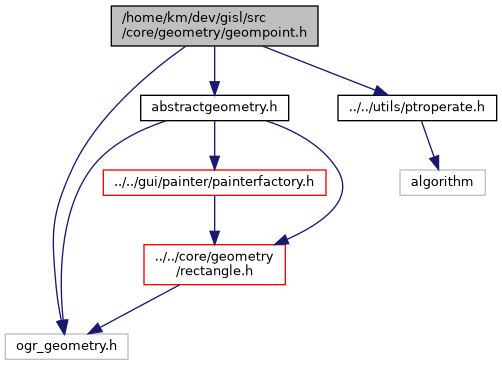 /home/km/dev/gisl/src
/core/geometry/geompoint.h
abstractgeometry.h
../../utils/ptroperate.h
../../gui/painter/painterfactory.h
algorithm
../../core/geometry
/rectangle.h
ogr_geometry.h